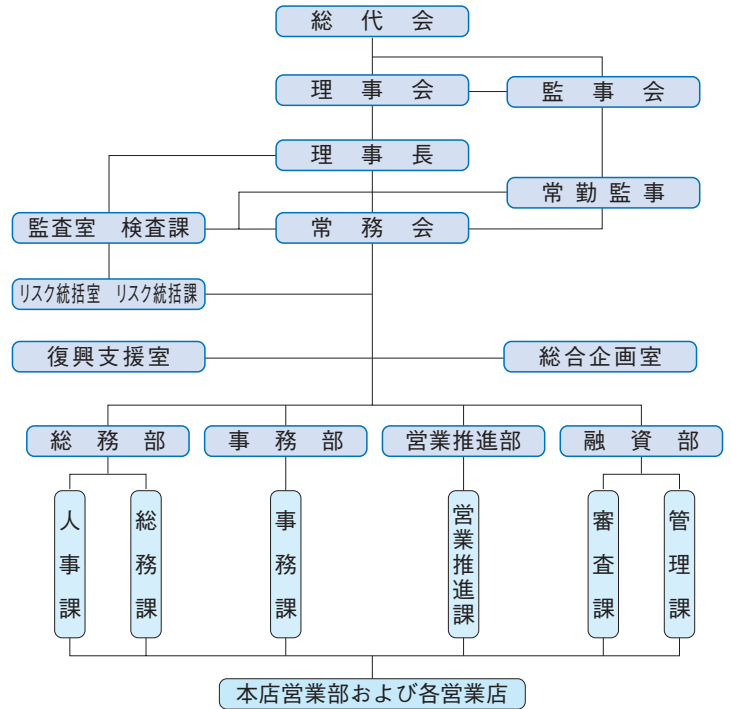 総代会
理事会
監事会
理事長
常勤監事
監査室 検査課
常務会
リスク統括室 リスク統括課
復興支援室
総合企画室
総務部
事務部
営業推進部
融資部
人事課
総務課
事務課
営業推進課
審査課
管理課
本店営業部および各営業店